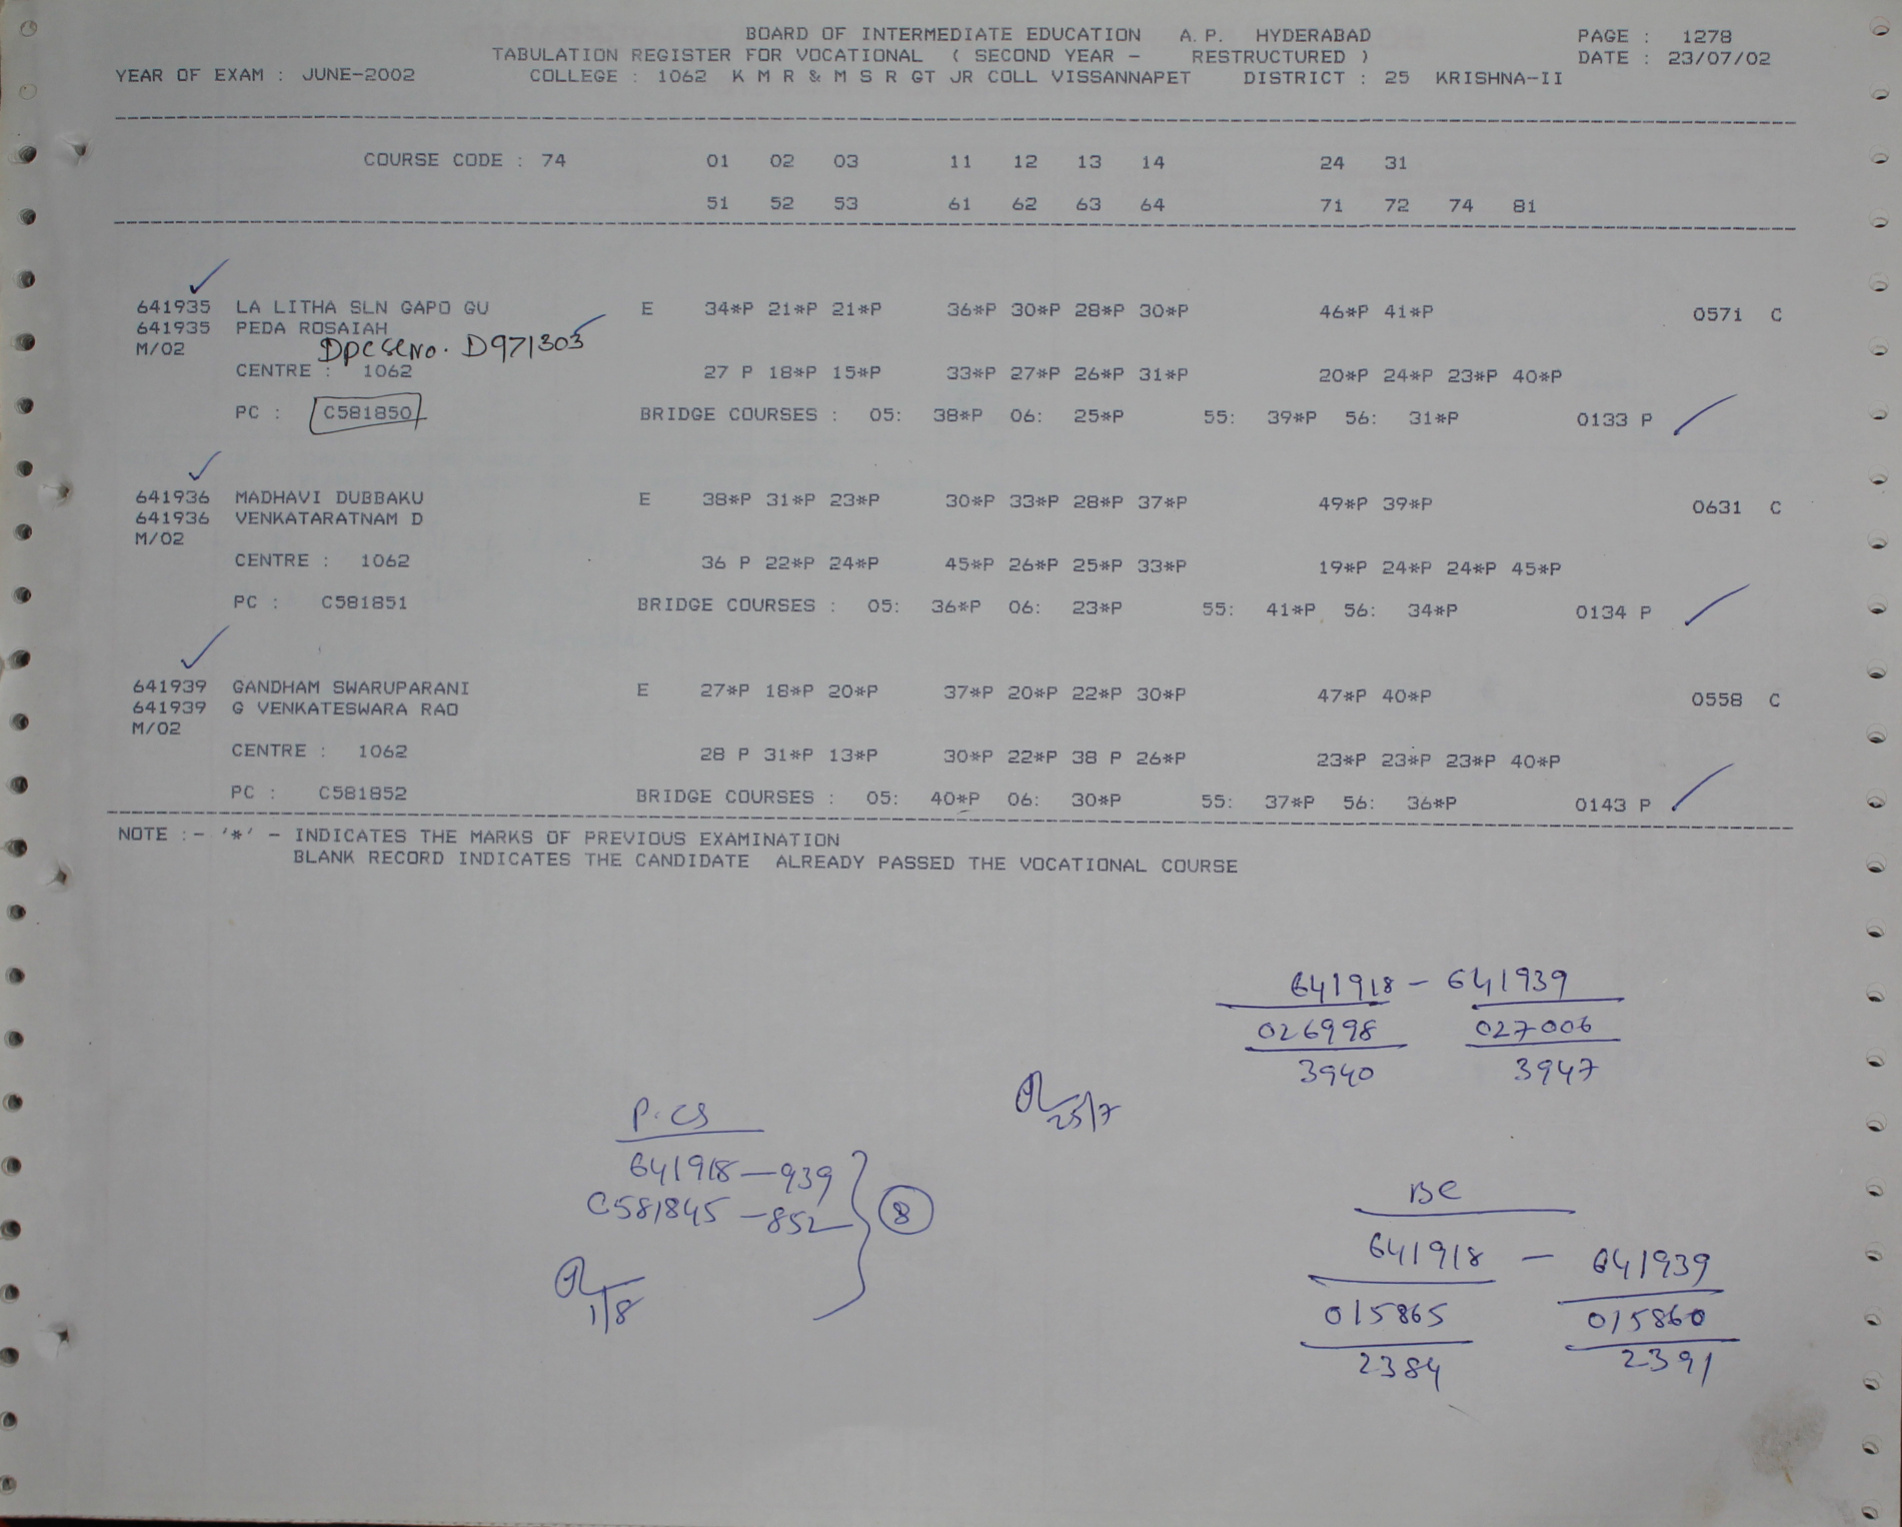 BOARD OF INTERMEDIATE EDUCATION A.P. HYDERABAD PAGE : 1278
TABULATION REGISTER FOR VOCATIONAL ( SECOND YEAR - RESTRUCTURED ) DATE : 23/07/02
YEAR OF EXAM : JUNE-2002 COLLEGE : 1062 K M R & M S R GT JR COLL VISSANNAPET DISTRICT : 25 KRISHNA-II
COURSE CODE : 74 01 02 03 11 12 13 14 24 31
51 52 53 61 62 63 64 71 72 74 81
641935 LA LITHA SLN GAPO GU E 34*P 21*P 21*P 36*P 30*P 28*P 30*P 46*P 41*P 0571 C
641935 PEDA ROSAIAH
M/02 DPC SlNo. D971303
CENTRE : 1062 27 P 18*P 15*P 33*P 27*P 26*P 31*P 20*P 24*P 23*P 40*P
PC : C581850 BRIDGE COURSES : 05: 38*P 06: 25*P 55: 39*P 56: 31*P 0133 P
641936 MADHAVI DUBBAKU E 38*P 31*P 23*P 30*P 33*P 28*P 37*P 49*P 39*P 0631 C
641936 VENKATARATNAM D
M/02
CENTRE : 1062 36 P 22*P 24*P 45*P 26*P 25*P 33*P 19*P 24*P 24*P 45*P
PC : C581851 BRIDGE COURSES : 05: 36*P 06: 23*P 55: 41*P 56: 34*P 0134 P
641939 GANDHAM SWARUPARANI E 27*P 18*P 20*P 37*P 20*P 22*P 30*P 47*P 40*P 0558 C
641939 G VENKATESWARA RAO
M/02
CENTRE : 1062 28 P 31*P 13*P 30*P 22*P 38 P 26*P 23*P 23*P 23*P 40*P
PC : C581852 BRIDGE COURSES : 05: 40*P 06: 30*P 55: 37*P 56: 36*P 0143 P
NOTE :- '*' - INDICATES THE MARKS OF PREVIOUS EXAMINATION
BLANK RECORD INDICATES THE CANDIDATE ALREADY PASSED THE VOCATIONAL COURSE
641918 - 641939
026998 027006
3940 3947
25/7
P.CS
641918-939
C581845-852
8
1/8
BC
641918 - 641939
015865 015860
2384 2391